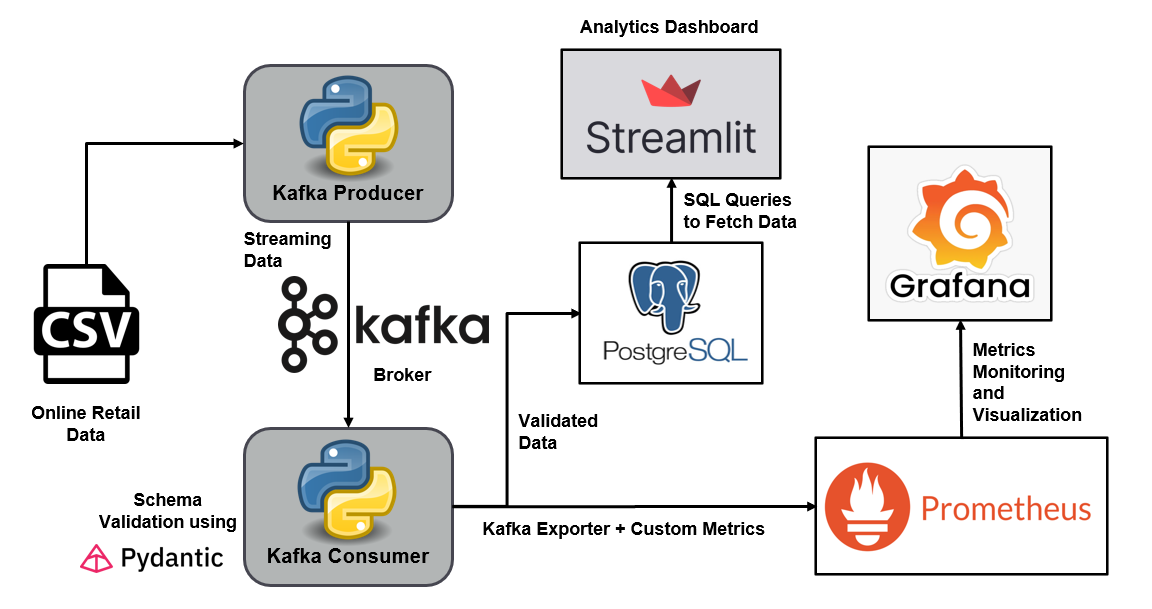 Analytics Dashboard
Streamlit
Kafka Producer
SQL Queries
to Fetch Data
Streaming
Data
Grafana
CSV
kafka
PostgreSQL
Broker
Metrics
Monitoring
and
Visualization
Online Retail
Data
Validated
Data
Schema
Validation using
Pydantic
Kafka Consumer
Kafka Exporter + Custom Metrics
Prometheus